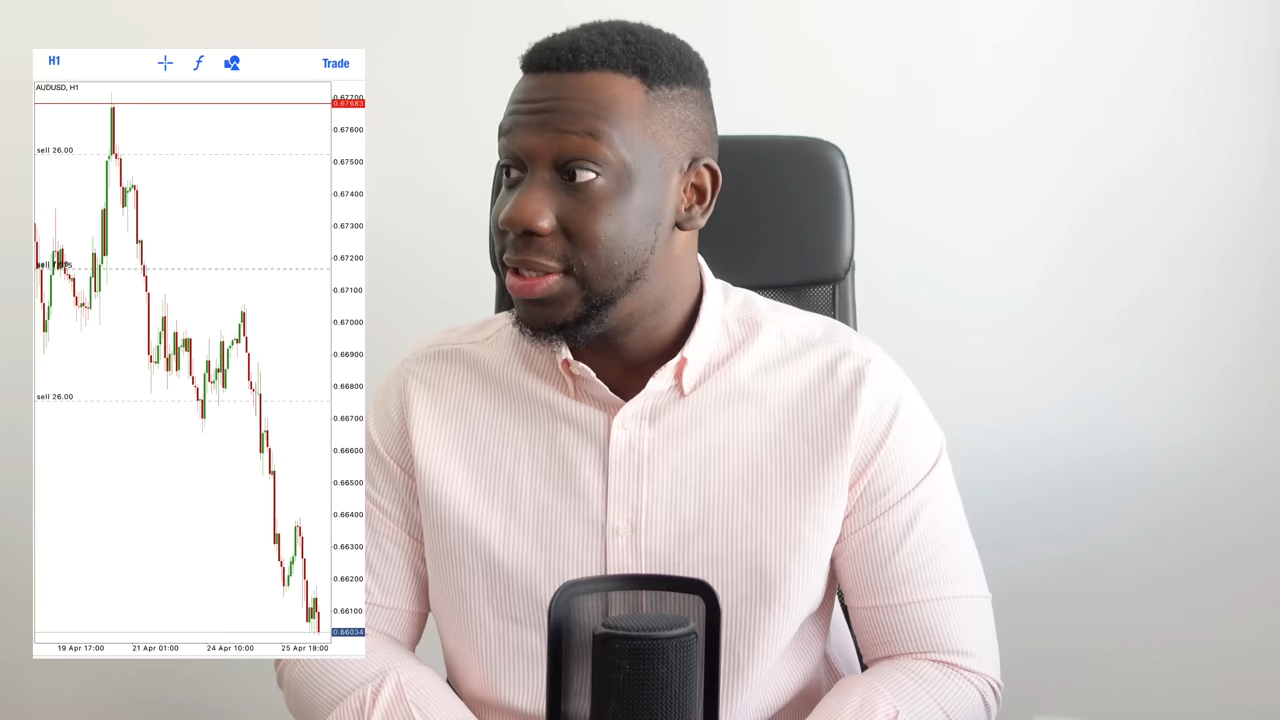 H1
f
Trade
AUDUSD, H1
0.67700
0.67683
0.67600
sell 26.00
0.67500
0.67400
0.67300
0.67200
0.67100
0.67000
0.66900
0.66800
sell 26.00
0.66700
0.66600
0.66500
0.66400
0.66300
0.66200
0.66100
0.66034
19 Apr 17:00
21 Apr 01:00
24 Apr 10:00
25 Apr 18:00